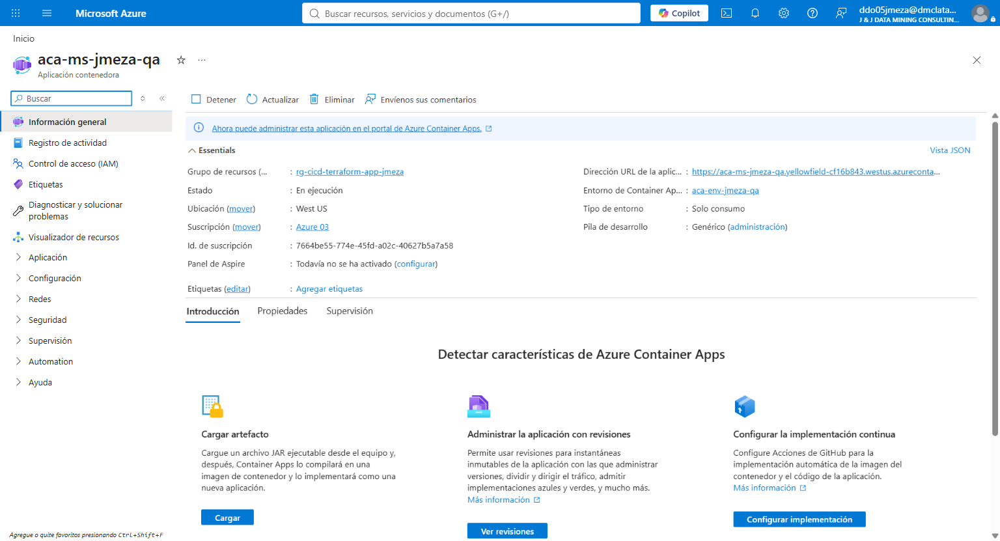 Microsoft Azure
Buscar recursos, servicios y documentos (G+/)
Copilot
ddo05jmeza@dmclata...
J & J DATA MINING CONSULTIN...
Inicio
aca-ms-jmeza-qa
Aplicación contenedora
Buscar
Detener
Actualizar
Eliminar
Envíenos sus comentarios
Información general
Registro de actividad
Control de acceso (IAM)
Etiquetas
Diagnosticar y solucionar
problemas
Visualizador de recursos
Aplicación
Configuración
Redes
Seguridad
Supervisión
Automation
Ayuda
Agregue o quite favoritos presionando Ctrl+Shift+F
Ahora puede administrar esta aplicación en el portal de Azure Container Apps.
Essentials
Vista JSON
Grupo de recursos (... : rg-cicd-terraform-app-jmeza
Estado : En ejecución
Ubicación (mover) : West US
Suscripción (mover) : Azure 03
Id. de suscripción : 7664be55-774e-45fd-a02c-40627b5a7a58
Panel de Aspire : Todavía no se ha activado (configurar)
Etiquetas (editar) : Agregar etiquetas
Dirección URL de la aplic... : https://aca-ms-jmeza-qa.yellowfield-cf16b843.westus.azureconta...
Entorno de Container Ap... : aca-env-jmeza-qa
Tipo de entorno : Solo consumo
Pila de desarrollo : Genérico (administración)
Introducción
Propiedades
Supervisión
Detectar características de Azure Container Apps
Cargar artefacto
Cargue un archivo JAR ejecutable desde el equipo y,
después, Container Apps lo compilará en una
imagen de contenedor y lo implementará como una
nueva aplicación.
Cargar
Administrar la aplicación con revisiones
Permite usar revisiones para instantáneas
inmutables de la aplicación con las que administrar
versiones, dividir y dirigir el tráfico, admitir
implementaciones azules y verdes, y mucho más.
Más información
Ver revisiones
Configurar la implementación continua
Configure Acciones de GitHub para la
implementación automática de la imagen del
contenedor y el código de la aplicación.
Más información
Configurar implementación